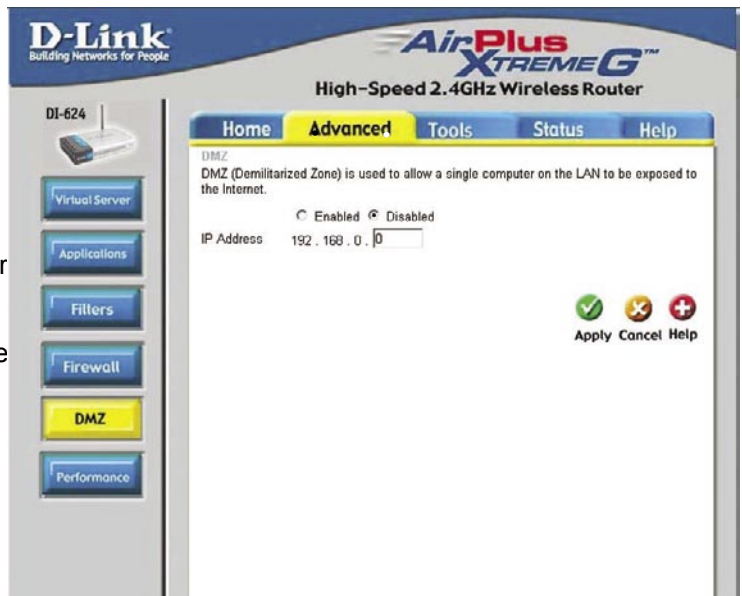 D-Link
Building Networks for People
AirPlus
XTREME G™
High-Speed 2.4GHz Wireless Router
DI-624
Home Advanced Tools Status Help
DMZ
DMZ (Demilitarized Zone) is used to allow a single computer on the LAN to be exposed to
the Internet.
Enabled Disabled
IP Address 192 . 168 . 0 . 0
Apply Cancel Help
Virtual Server
Applications
Filters
Firewall
DMZ
Performance
r
e